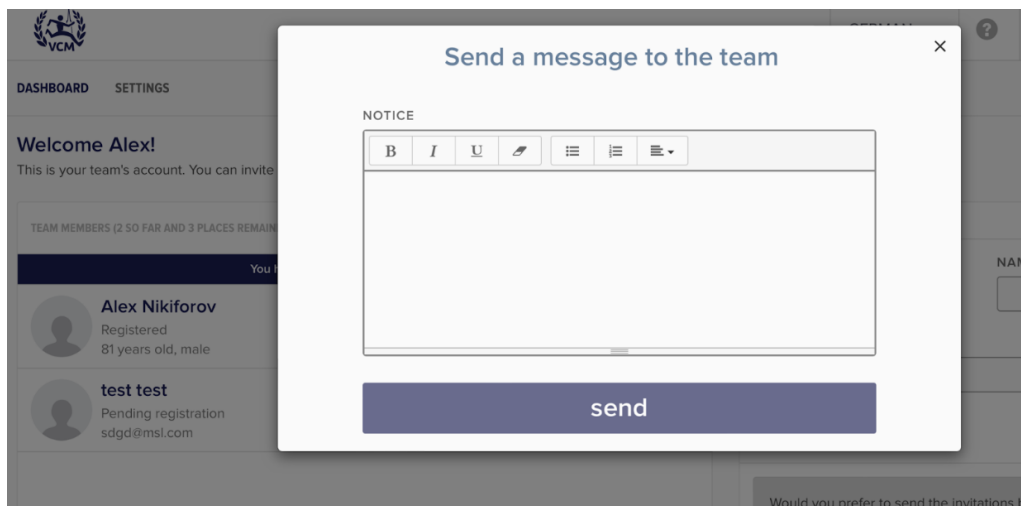 VCM
DASHBOARD SETTINGS
Welcome Alex!
This is your team's account. You can invite
TEAM MEMBERS (2 SO FAR AND 3 PLACES
You
Alex Nikiforov
Registered
81 years old, male
test test
Pending registration
sdgd@msl.com
Send a message to the team
×
NOTICE
B I U
send
GERMAN
?
Would you prefer to send the invitations